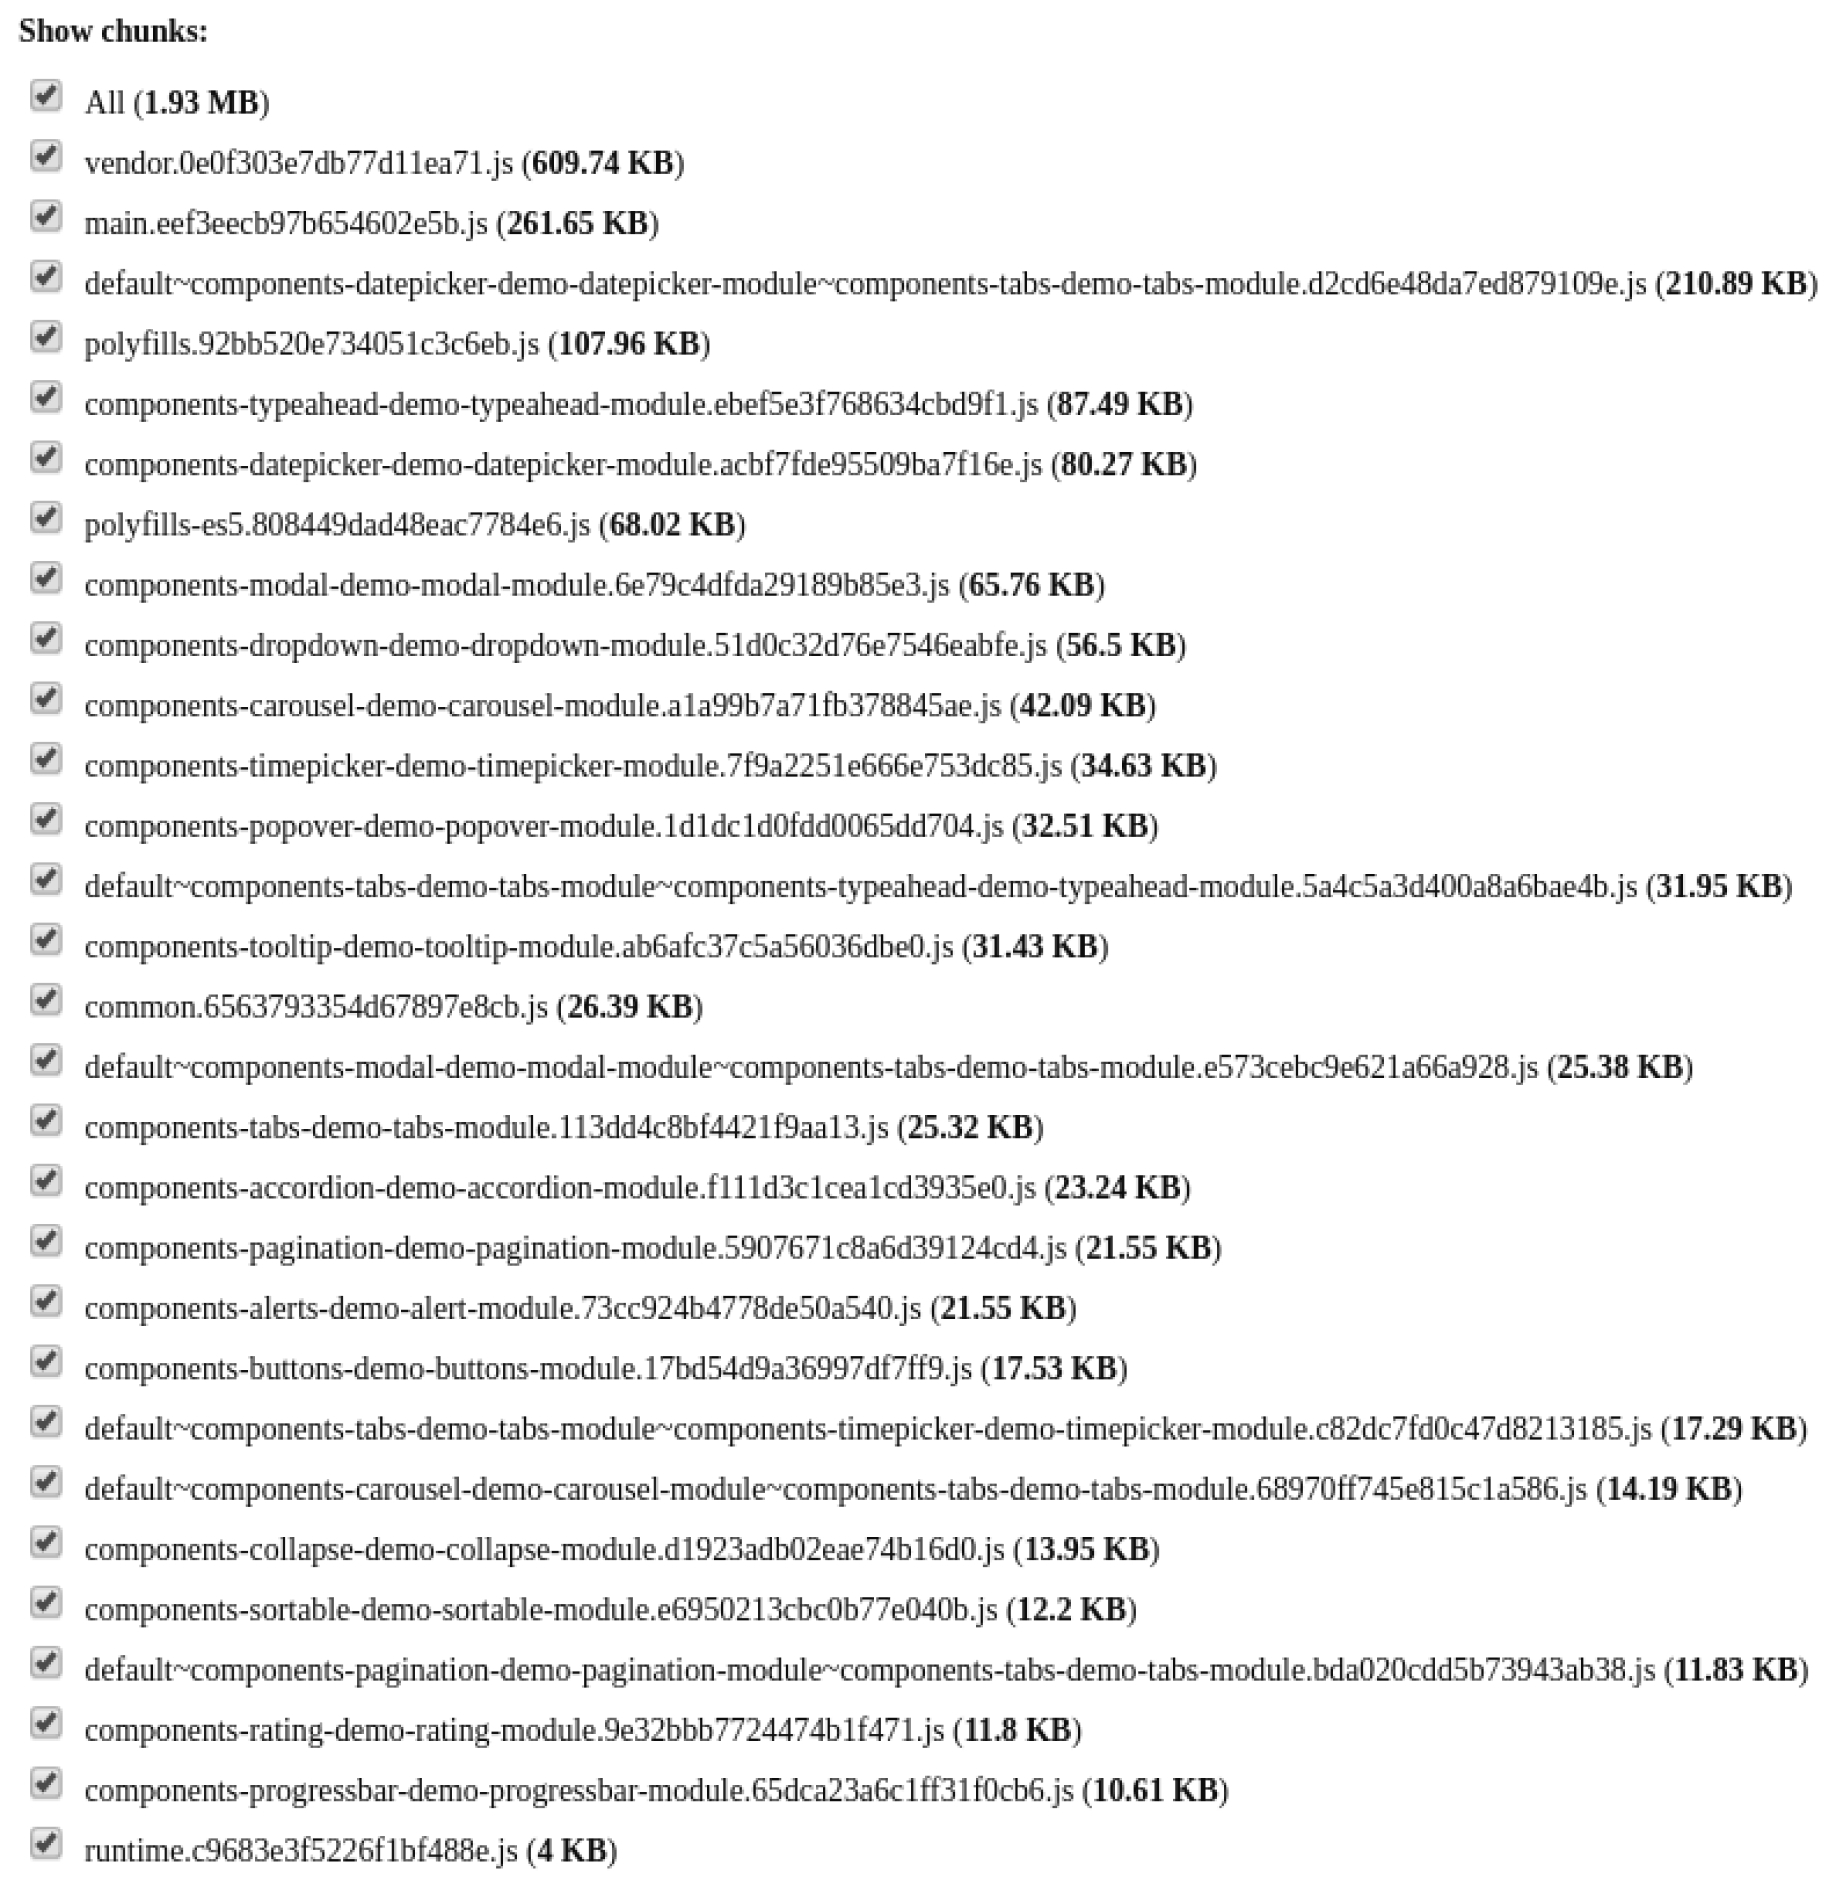 Show chunks:
All (1.93 MB)
vendor.0e0f303e7db77d11ea71.js (609.74 KB)
main.eef3eecb97b654602e5b.js (261.65 KB)
default~components-datepicker-demo-datepicker-module~components-tabs-demo-tabs-module.d2cd6e48da7ed879109e.js (210.89 KB)
polyfills.92bb520e734051c3c6eb.js (107.96 KB)
components-typeahead-demo-typeahead-module.ebef5e3f768634cbd9f1.js (87.49 KB)
components-datepicker-demo-datepicker-module.acbf7fde95509ba7f16e.js (80.27 KB)
polyfills-es5.808449dad48eac7784e6.js (68.02 KB)
components-modal-demo-modal-module.6e79c4dfda29189b85e3.js (65.76 KB)
components-dropdown-demo-dropdown-module.51d0c32d76e7546eabfe.js (56.5 KB)
components-carousel-demo-carousel-module.a1a99b7a71fb378845ae.js (42.09 KB)
components-timepicker-demo-timepicker-module.7f9a2251e666e753dc85.js (34.63 KB)
components-popover-demo-popover-module.1d1dc1d0fdd0065dd704.js (32.51 KB)
default~components-tabs-demo-tabs-module~components-typeahead-demo-typeahead-module.5a4c5a3d400a8a6bae4b.js (31.95 KB)
components-tooltip-demo-tooltip-module.ab6afc37c5a56036dbe0.js (31.43 KB)
common.6563793354d67897e8cb.js (26.39 KB)
default~components-modal-demo-modal-module~components-tabs-demo-tabs-module.e573cebc9e621a66a928.js (25.38 KB)
components-tabs-demo-tabs-module.113dd4c8bf4421f9aa13.js (25.32 KB)
components-accordion-demo-accordion-module.f111d3c1cea1cd3935e0.js (23.24 KB)
components-pagination-demo-pagination-module.5907671c8a6d39124cd4.js (21.55 KB)
components-alerts-demo-alert-module.73cc924b4778de50a540.js (21.55 KB)
components-buttons-demo-buttons-module.17bd54d9a36997df7ff9.js (17.53 KB)
default~components-tabs-demo-tabs-module~components-timepicker-demo-timepicker-module.c82dc7fd0c47d8213185.js (17.29 KB)
default~components-carousel-demo-carousel-module~components-tabs-demo-tabs-module.68970ff745e815c1a586.js (14.19 KB)
components-collapse-demo-collapse-module.d1923adb02eae74b16d0.js (13.95 KB)
components-sortable-demo-sortable-module.e6950213cbc0b77e040b.js (12.2 KB)
default~components-pagination-demo-pagination-module~components-tabs-demo-tabs-module.bda020cdd5b73943ab38.js (11.83 KB)
components-rating-demo-rating-module.9e32bbb7724474b1f471.js (11.8 KB)
components-progressbar-demo-progressbar-module.65dca23a6c1ff31f0cb6.js (10.61 KB)
runtime.c9683e3f5226f1bf488e.js (4 KB)